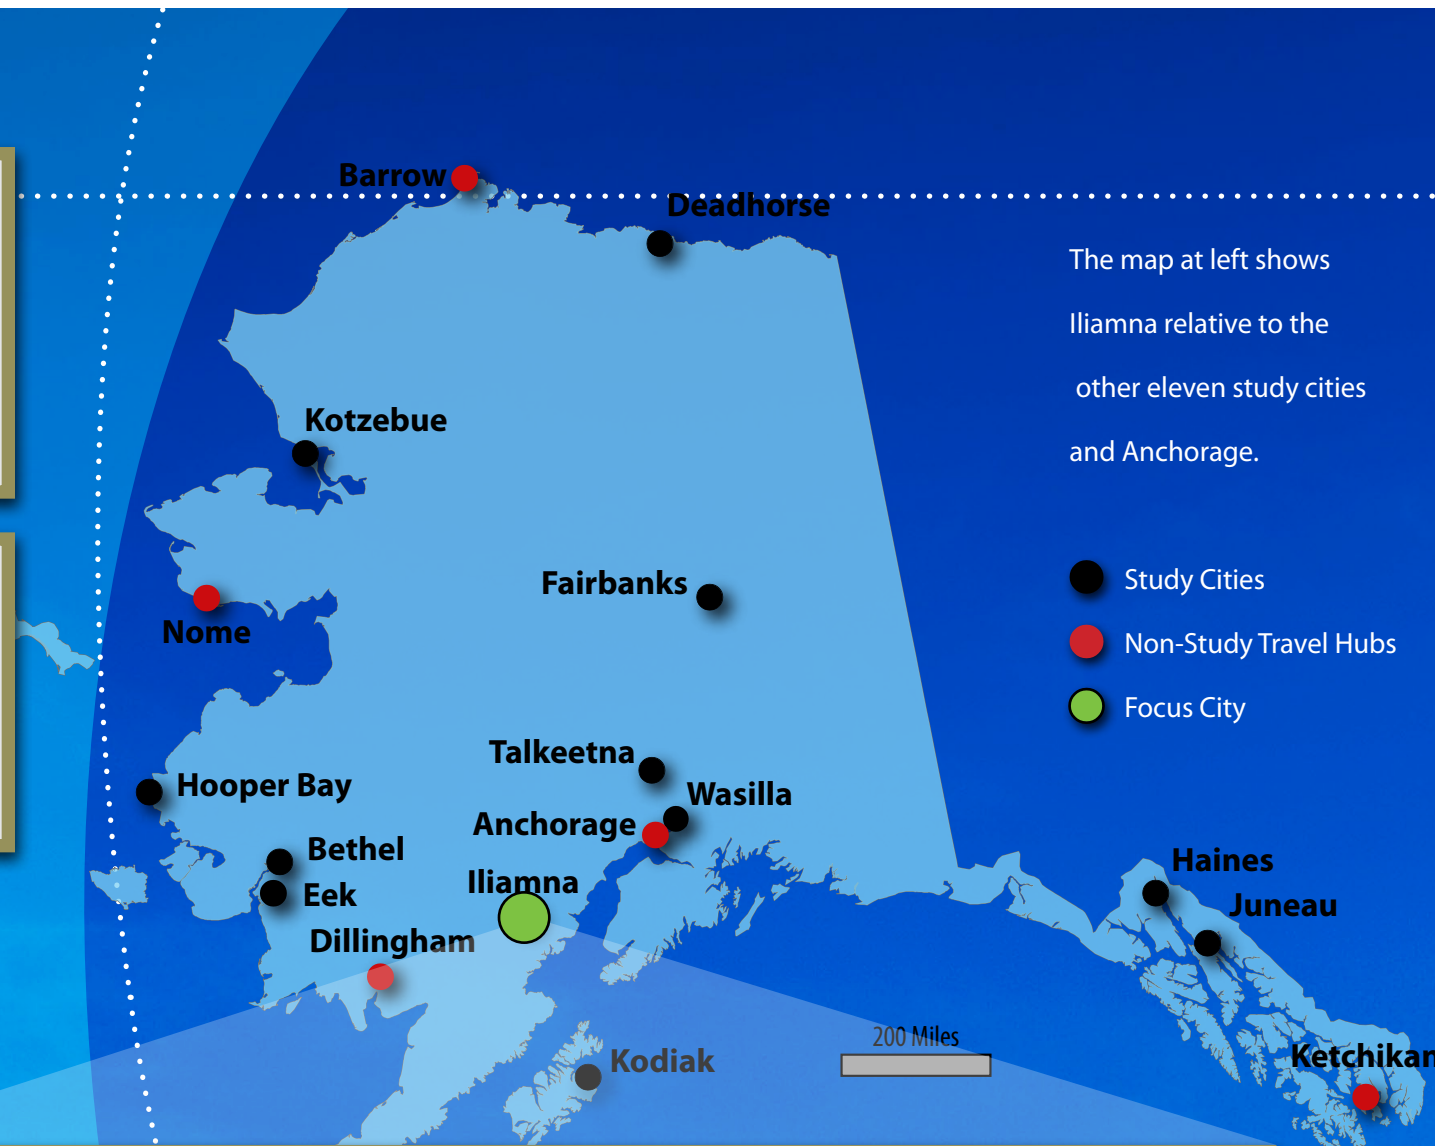 Barrow
Deadhorse
The map at left shows
Iliamna relative to the
other eleven study cities
and Anchorage.
Kotzebue
Fairbanks
Study Cities
Nome
Non-Study Travel Hubs
Focus City
Talkeetna
Hooper Bay
Wasilla
Anchorage
Bethel
Haines
Iliamna
Eek
Juneau
Dillingham
200 Miles
Kodiak
Ketchikan